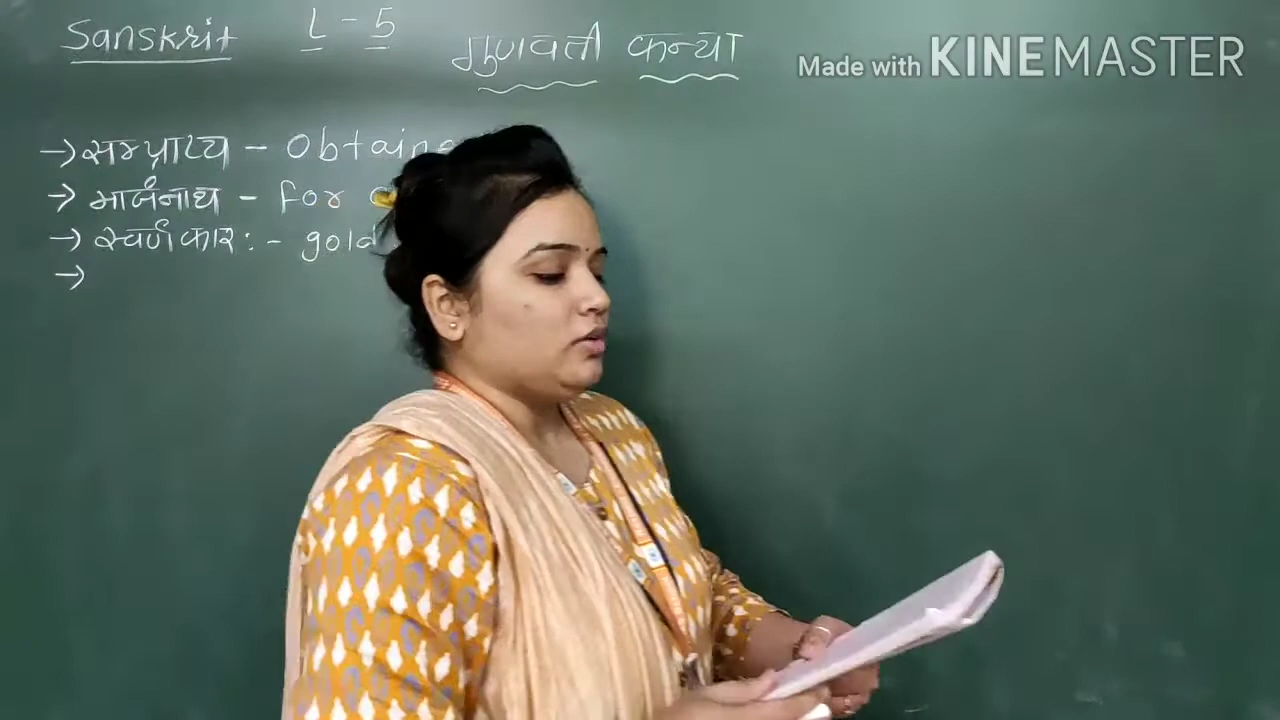 Sanskrit L-5 गुणवती कन्या
Made with KINEMASTER
→ सम्प्राप्य - Obtaine
→ मार्जनाय - for
→ स्वर्णकारः - gold
→